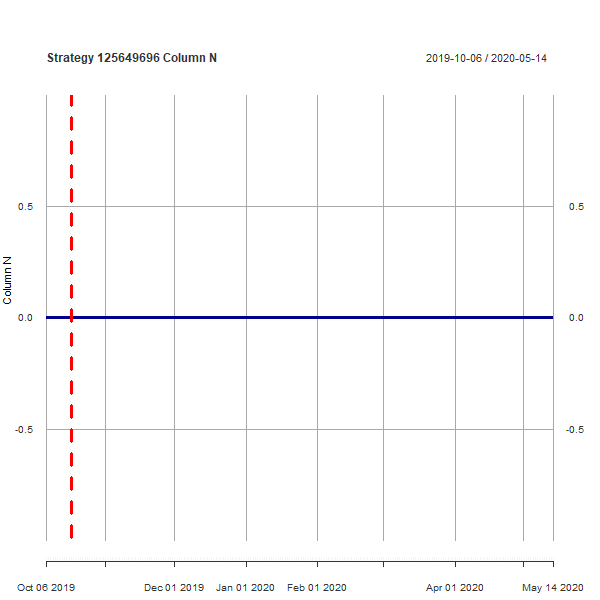 Strategy 125649696 Column N
2019-10-06 / 2020-05-14
0.5
0.5
Column N
0.0
0.0
-0.5
-0.5
Oct 06 2019
Dec 01 2019
Jan 01 2020
Feb 01 2020
Apr 01 2020
May 14 2020